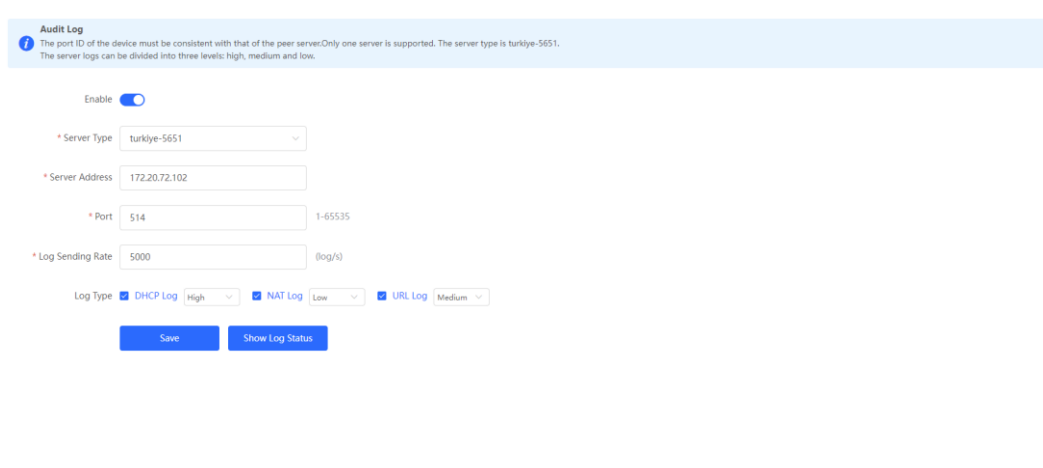 Audit Log
The port ID of the device must be consistent with that of the peer server.Only one server is supported. The server type is turkiye-5651.
The server logs can be divided into three levels: high, medium and low.
Enable
* Server Type turkiye-5651
* Server Address 172.20.72.102
* Port 514 1-65535
* Log Sending Rate 5000 (log/s)
Log Type DHCP Log High NAT Log Low URL Log Medium
Save Show Log Status